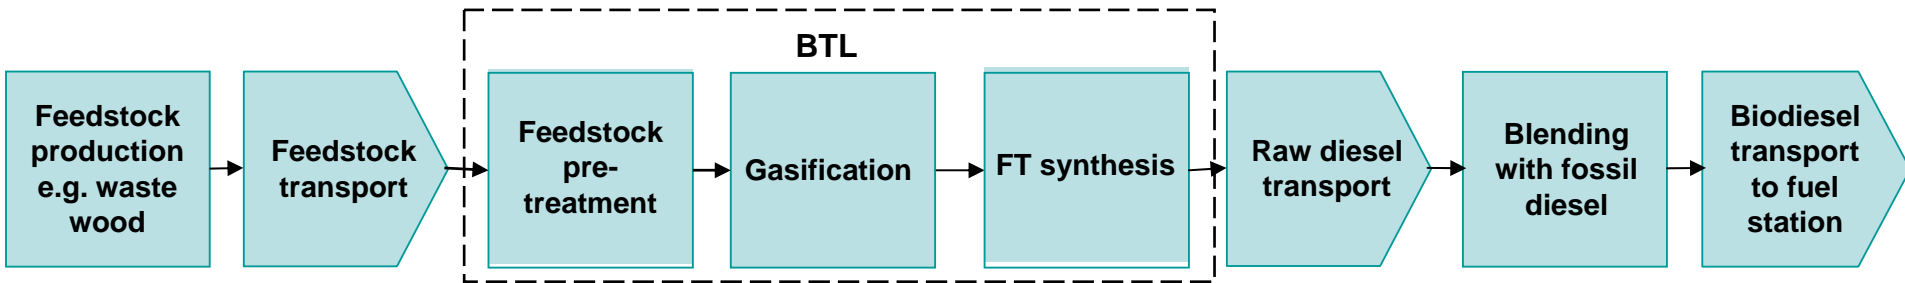 BTL
Feedstock
production
e.g. waste
wood
Feedstock
transport
Feedstock
pre-
treatment
Gasification
FT synthesis
Raw diesel
transport
Blending
with fossil
diesel
Biodiesel
transport
to fuel
station